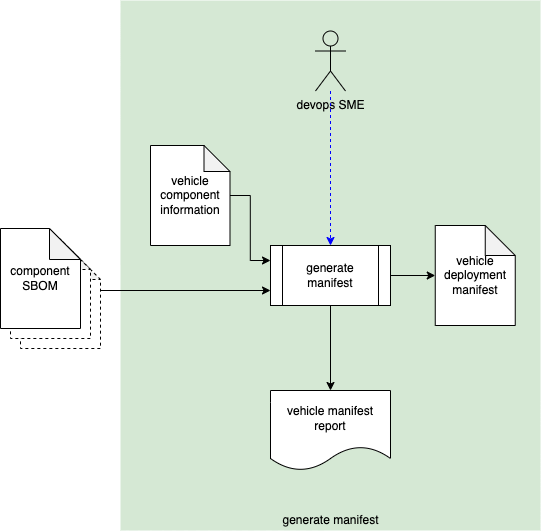 devops SME
vehicle
component
information
component
SBOM
generate
manifest
vehicle
deployment
manifest
vehicle manifest
report
generate manifest